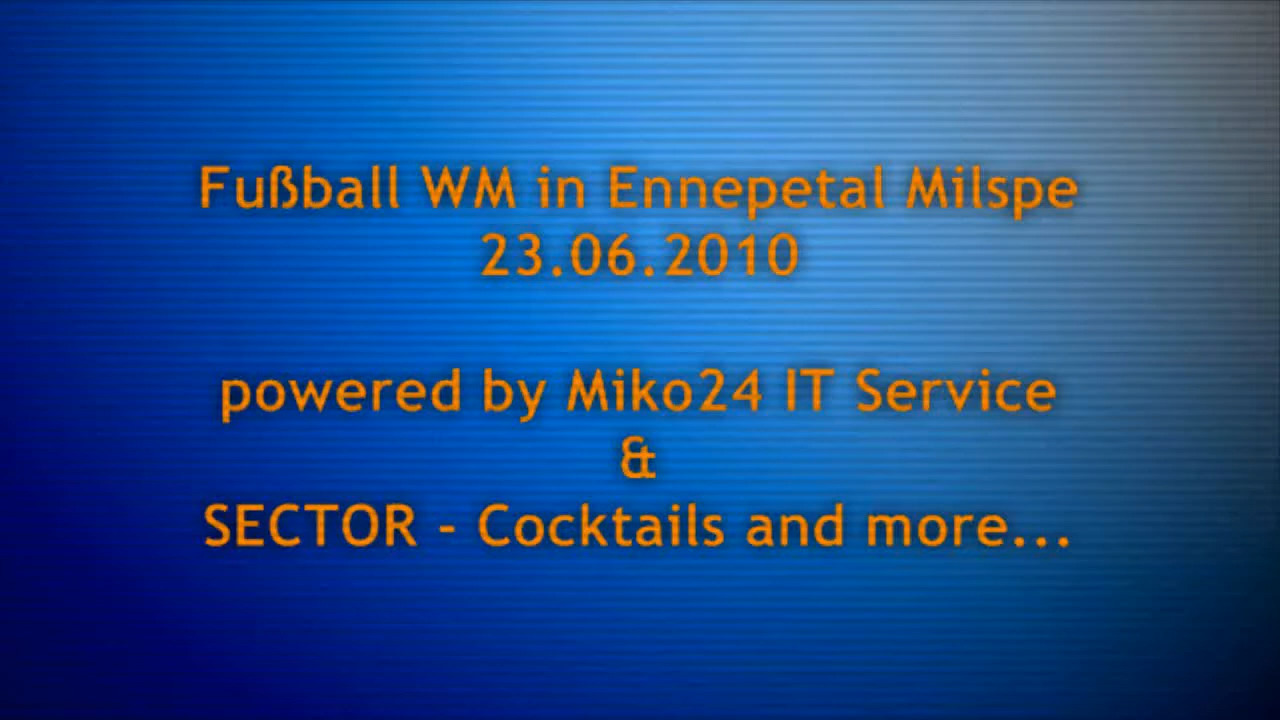 Fußball WM in Ennepetal Milspe
23.06.2010
powered by Miko24 IT Service
&
SECTOR - Cocktails and more...